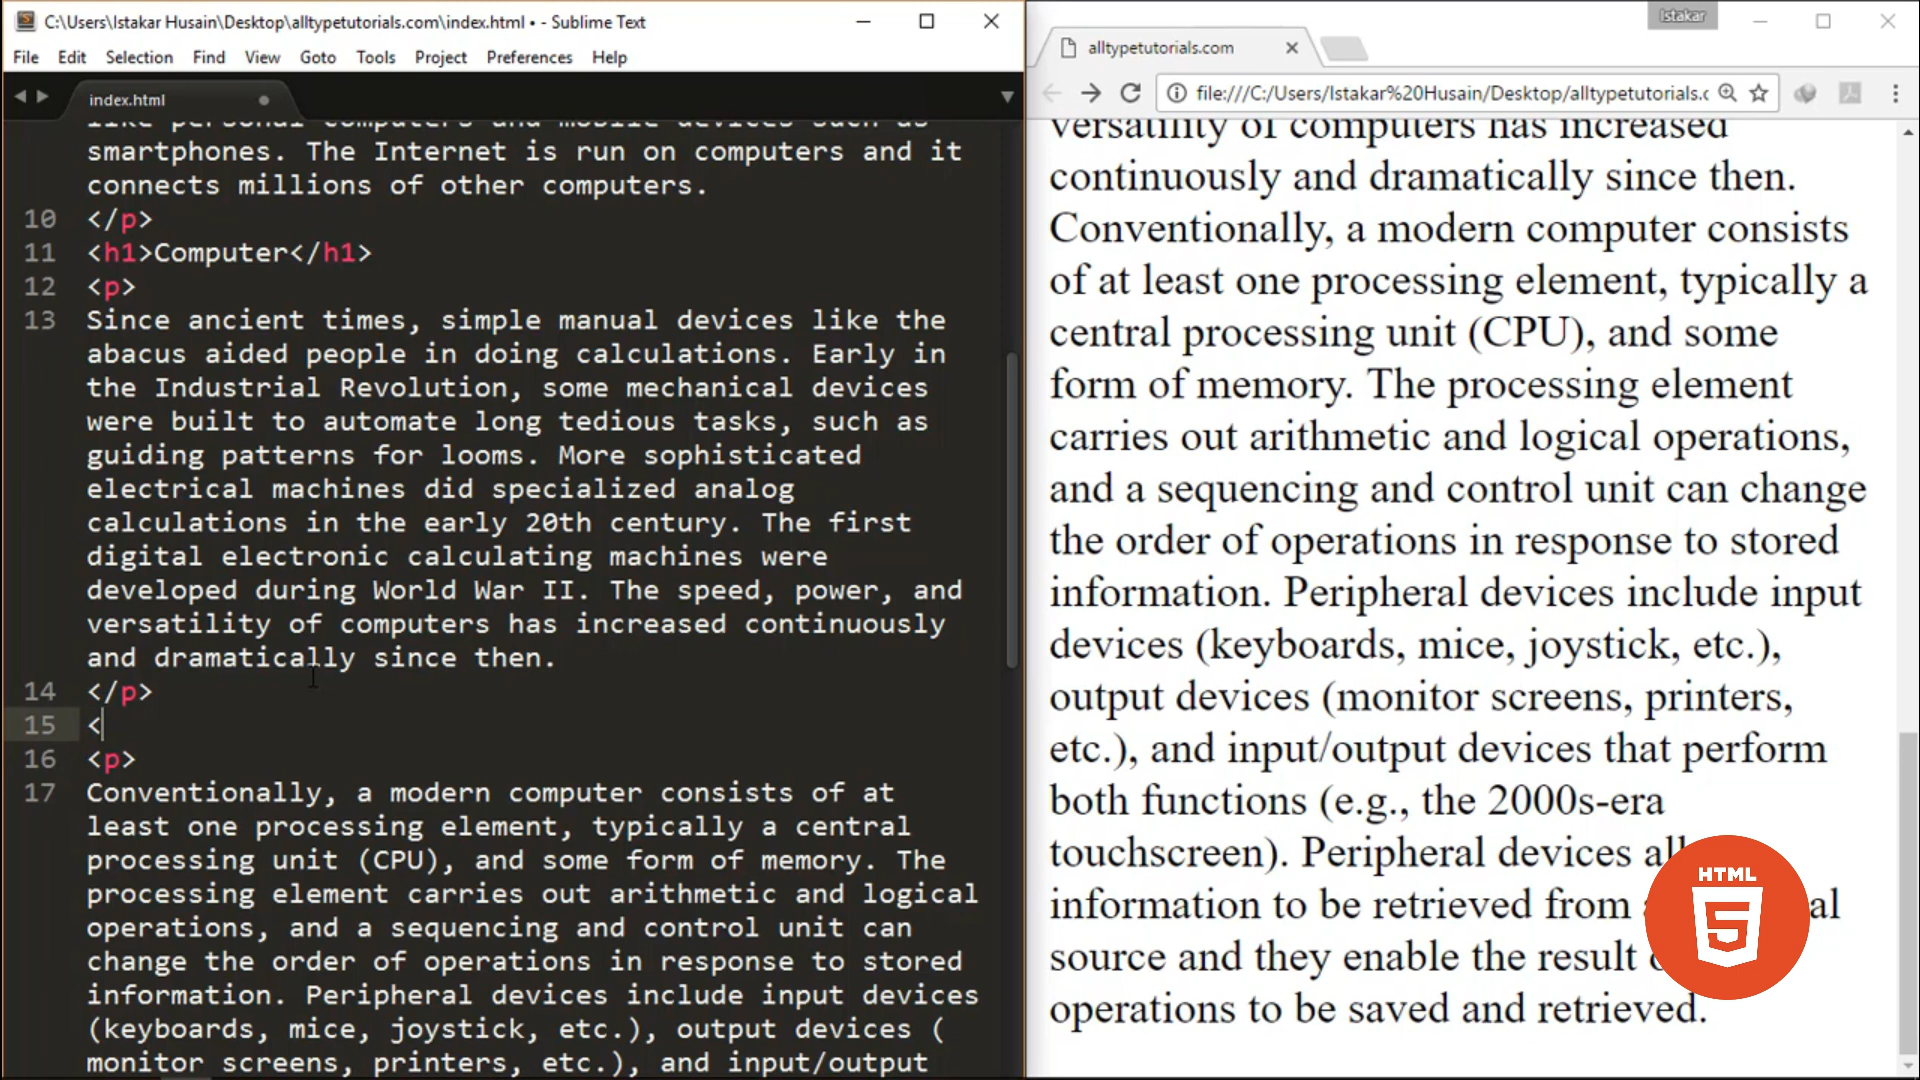 C:\Users\Istakar Husain\Desktop\alltypetutorials.com\index.html • - Sublime Text
File Edit Selection Find View Goto Tools Project Preferences Help
index.html
like personal computers and mobile devices such as
smartphones. The Internet is run on computers and it
connects millions of other computers.
10 </p>
11 <h1>Computer</h1>
12 <p>
13 Since ancient times, simple manual devices like the
abacus aided people in doing calculations. Early in
the Industrial Revolution, some mechanical devices
were built to automate long tedious tasks, such as
guiding patterns for looms. More sophisticated
electrical machines did specialized analog
calculations in the early 20th century. The first
digital electronic calculating machines were
developed during World War II. The speed, power, and
versatility of computers has increased continuously
and dramatically since then.
14 </p>
15 <
16 <p>
17 Conventionally, a modern computer consists of at
least one processing element, typically a central
processing unit (CPU), and some form of memory. The
processing element carries out arithmetic and logical
operations, and a sequencing and control unit can
change the order of operations in response to stored
information. Peripheral devices include input devices
(keyboards, mice, joystick, etc.), output devices (
monitor screens, printers, etc.), and input/output
Istakar
alltypetutorials.com
file:///C:/Users/Istakar%20Husain/Desktop/alltypetutorials.c
versatility of computers has increased
continuously and dramatically since then.
Conventionally, a modern computer consists
of at least one processing element, typically a
central processing unit (CPU), and some
form of memory. The processing element
carries out arithmetic and logical operations,
and a sequencing and control unit can change
the order of operations in response to stored
information. Peripheral devices include input
devices (keyboards, mice, joystick, etc.),
output devices (monitor screens, printers,
etc.), and input/output devices that perform
both functions (e.g., the 2000s-era
touchscreen). Peripheral devices
information to be retrieved from
source and they enable the result
operations to be saved and retrieved.
HTML
5